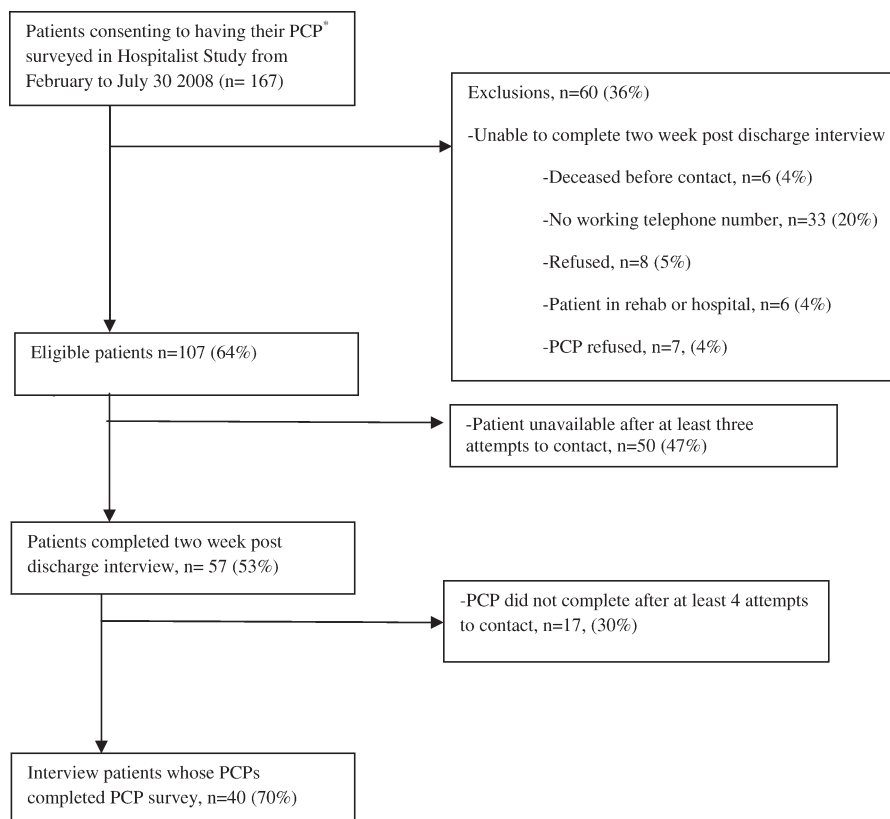 Patients consenting to having their PCP*
surveyed in Hospitalist Study from
February to July 30 2008 (n= 167)
Exclusions, n=60 (36%)
-Unable to complete two week post discharge interview
-Deceased before contact, n=6 (4%)
-No working telephone number, n=33 (20%)
-Refused, n=8 (5%)
-Patient in rehab or hospital, n=6 (4%)
-PCP refused, n=7, (4%)
Eligible patients n=107 (64%)
-Patient unavailable after at least three
attempts to contact, n=50 (47%)
Patients completed two week post
discharge interview, n= 57 (53%)
-PCP did not complete after at least 4 attempts
to contact, n=17, (30%)
Interview patients whose PCPs
completed PCP survey, n=40 (70%)